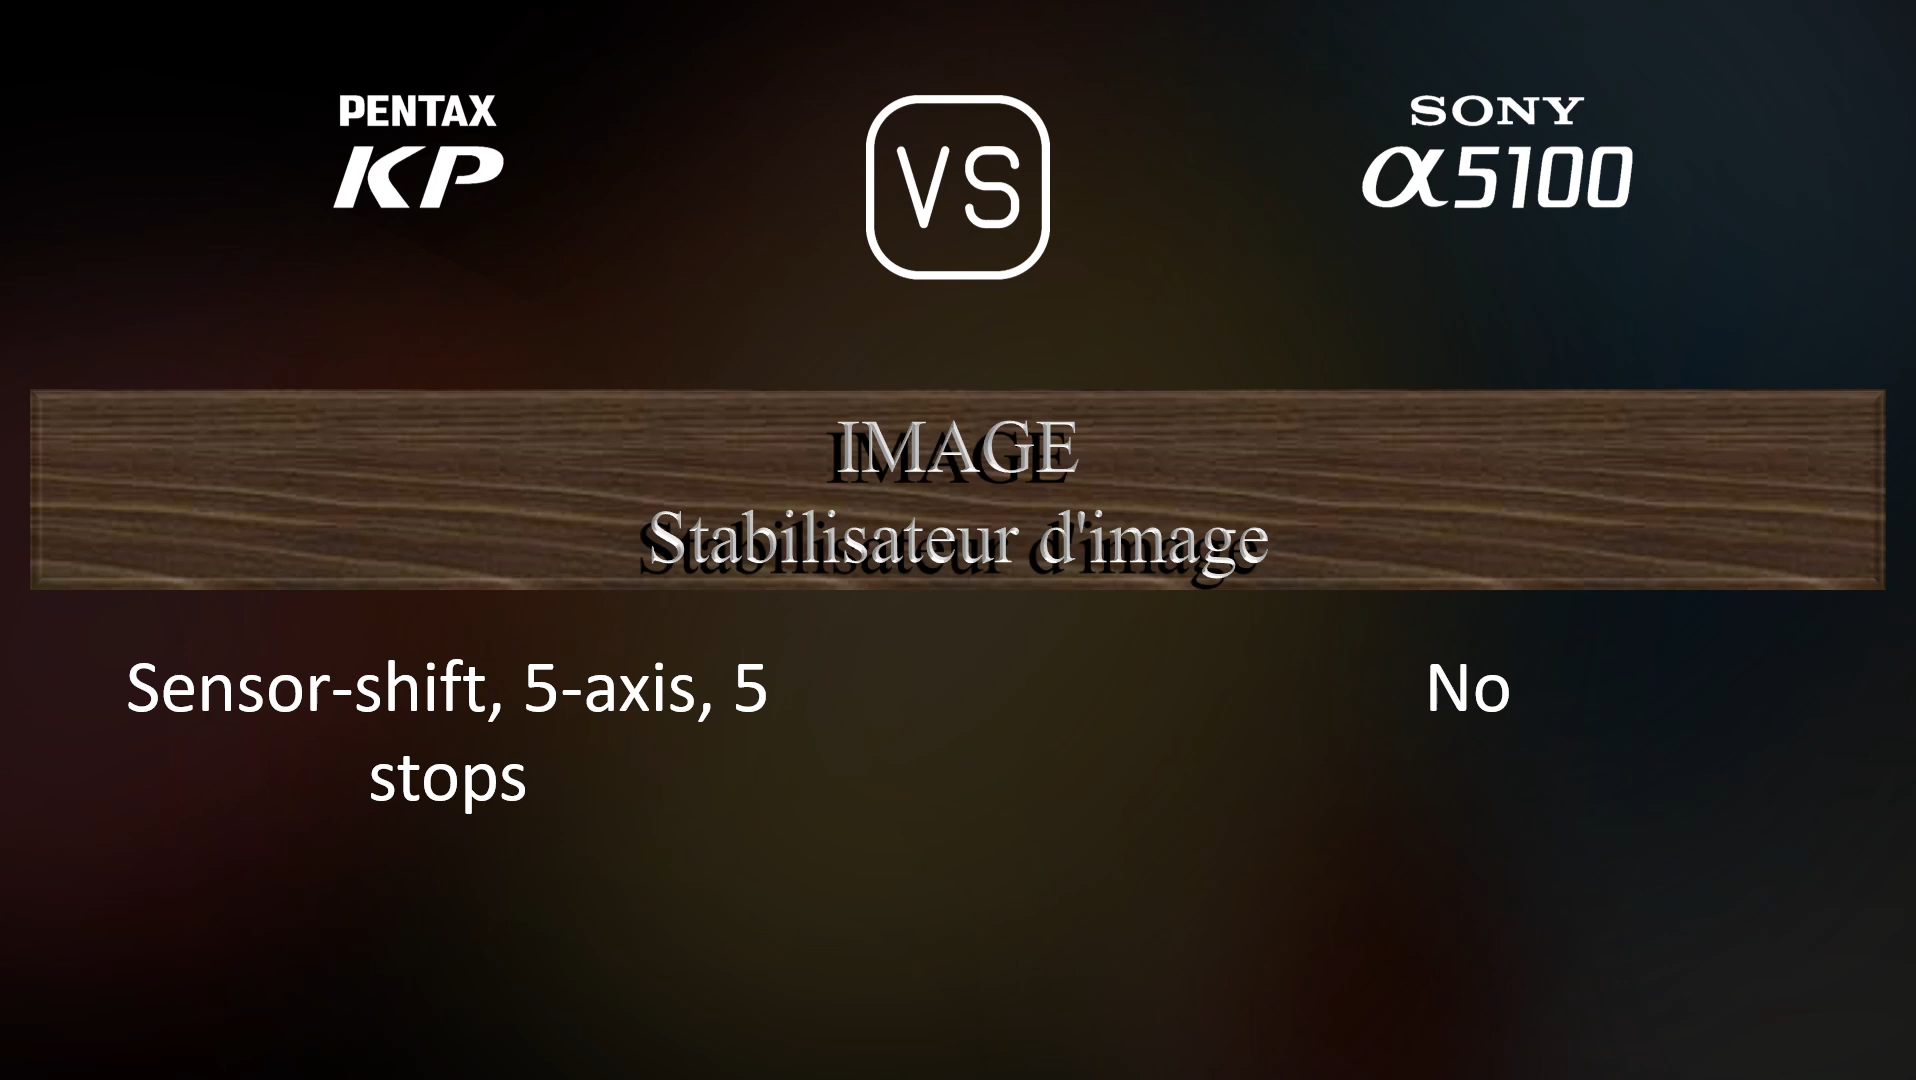 PENTAX
KP
VS
SONY
α5100
IMAGE
Stabilisateur d'image
Sensor-shift, 5-axis, 5
stops
No